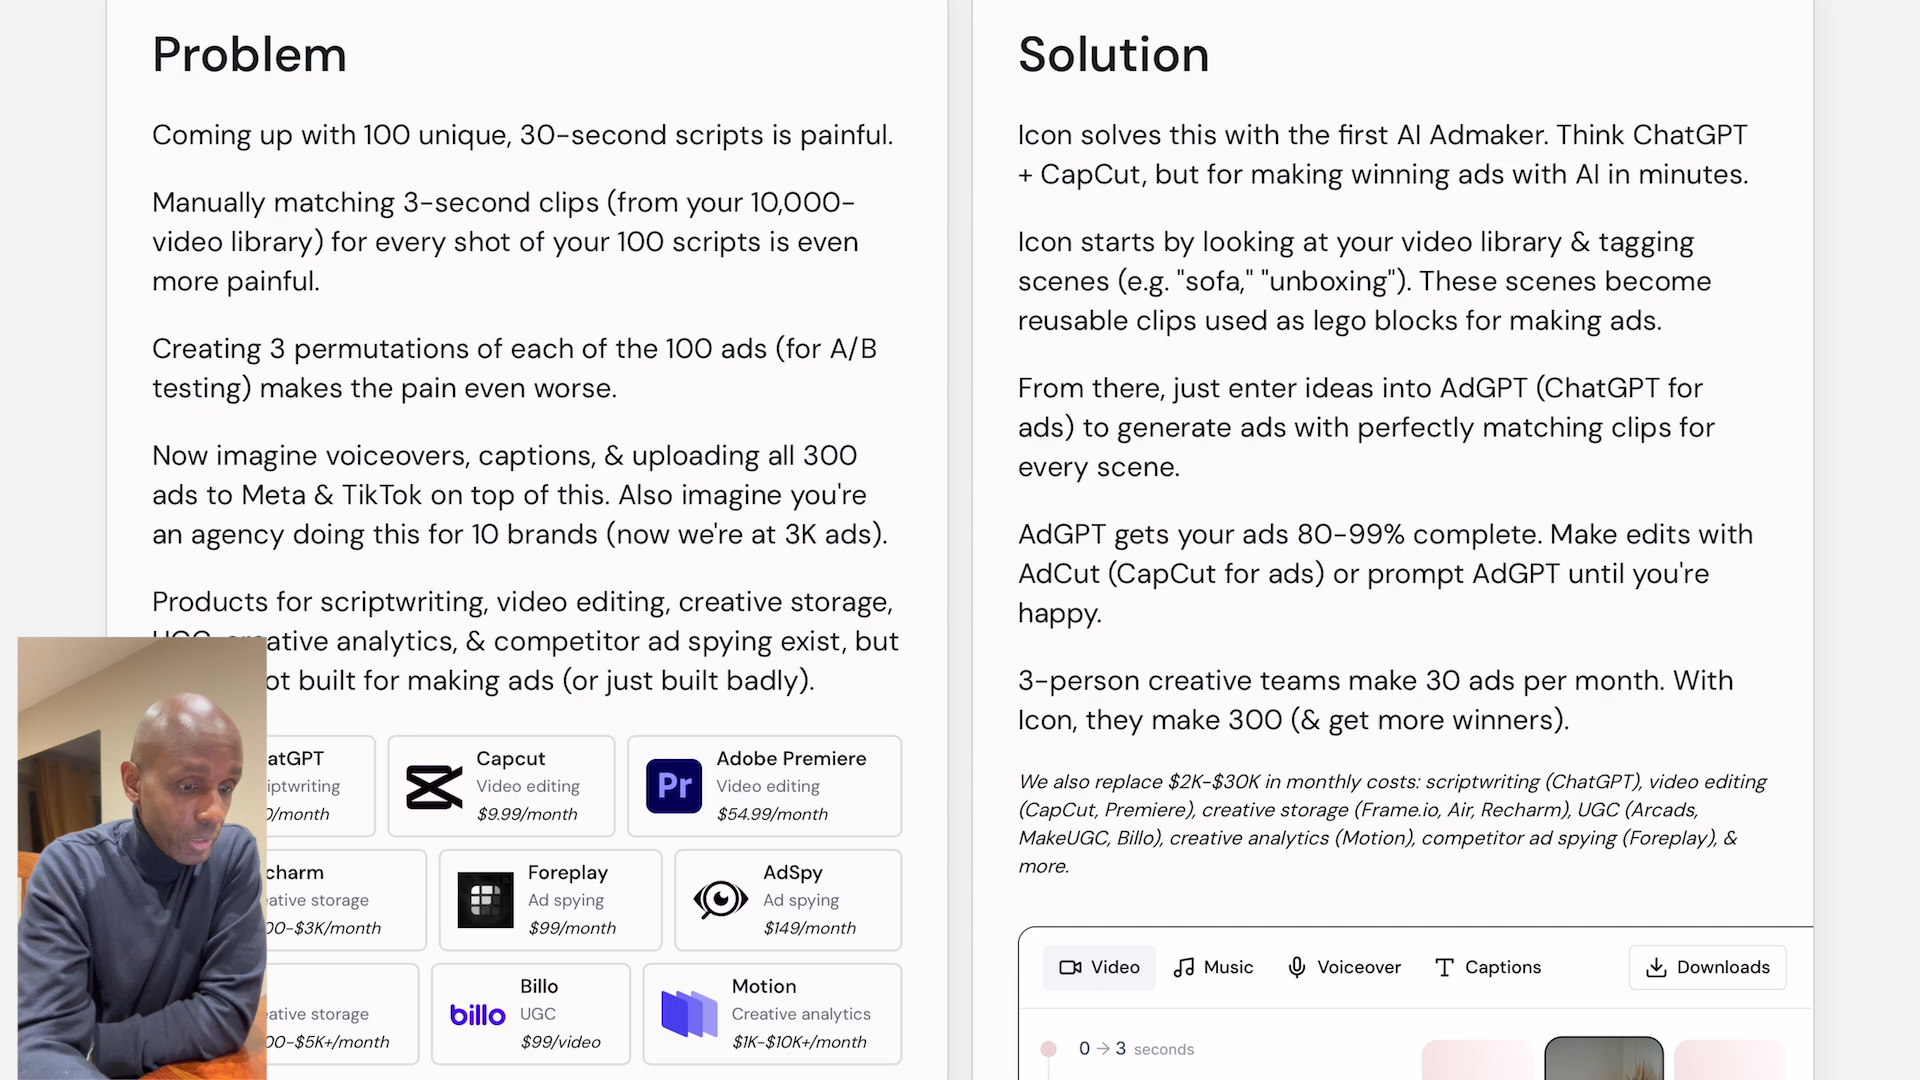 Problem
Coming up with 100 unique, 30-second scripts is painful.
Manually matching 3-second clips (from your 10,000-
video library) for every shot of your 100 scripts is even
more painful.
Creating 3 permutations of each of the 100 ads (for A/B
testing) makes the pain even worse.
Now imagine voiceovers, captions, & uploading all 300
ads to Meta & TikTok on top of this. Also imagine you're
an agency doing this for 10 brands (now we're at 3K ads).
Products for scriptwriting, video editing, creative storage,
UGC, creative analytics, & competitor ad spying exist, but
built for making ads (or just built badly).
Capcut
Video editing
$9.99/month
Adobe Premiere
Video editing
$54.99/month
Pr
Foreplay
Ad spying
$99/month
AdSpy
Ad spying
$149/month
billo
Billo
UGC
$99/video
Motion
Creative analytics
$1K-$10K+/month
Solution
Icon solves this with the first AI Admaker. Think ChatGPT
+ CapCut, but for making winning ads with AI in minutes.
Icon starts by looking at your video library & tagging
scenes (e.g. "sofa," "unboxing"). These scenes become
reusable clips used as lego blocks for making ads.
From there, just enter ideas into AdGPT (ChatGPT for
ads) to generate ads with perfectly matching clips for
every scene.
AdGPT gets your ads 80-99% complete. Make edits with
AdCut (CapCut for ads) or prompt AdGPT until you're
happy.
3-person creative teams make 30 ads per month. With
Icon, they make 300 (& get more winners).
We also replace $2K-$30K in monthly costs: scriptwriting (ChatGPT), video editing
(CapCut, Premiere), creative storage (Frame.io, Air, Recharm), UGC (Arcads,
MakeUGC, Billo), creative analytics (Motion), competitor ad spying (Foreplay), &
more.
Video Music Voiceover Captions Downloads
0 → 3 seconds